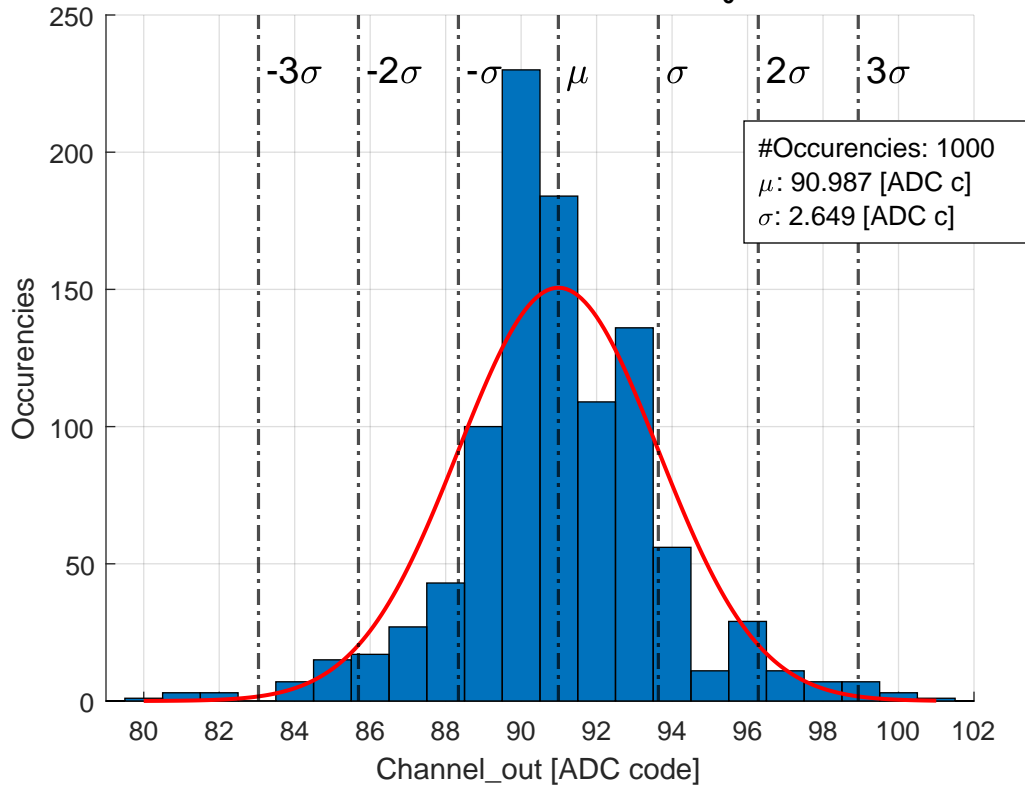 250
200
150
100
50
0
Occurencies
-3σ -2σ -σ μ σ 2σ 3σ
#Occurencies: 1000
μ: 90.987 [ADC c]
σ: 2.649 [ADC c]
80 82 84 86 88 90 92 94 96 98 100 102
Channel_out [ADC code]